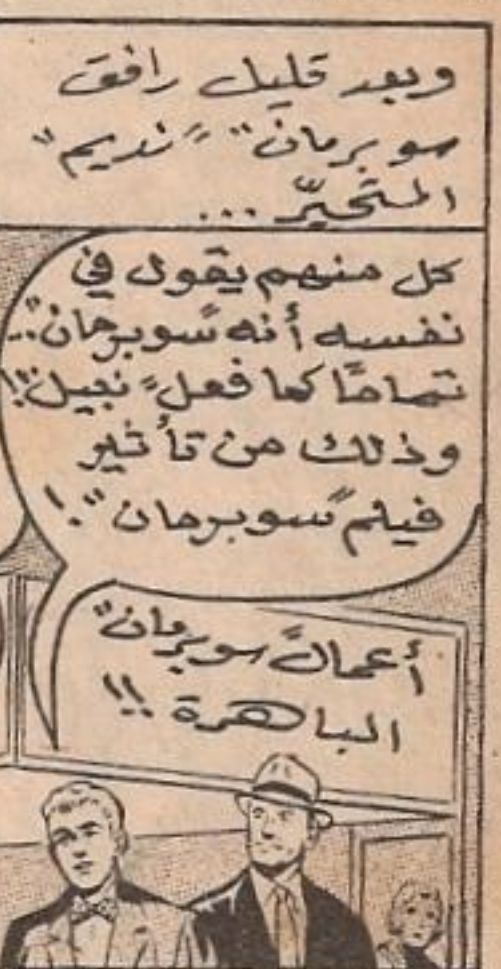 وبعد قليل رافق
سوبرمان" "نديم"
المتحيّر ...
كل منهم يقول في
نفسه أنه "سوبرمان"..
تماماً كما فعل "نبيل"!!
وذلك من تأثير
فيلم "سوبرمان".!
أعمال "سوبرمان"
الباهرة ..!!